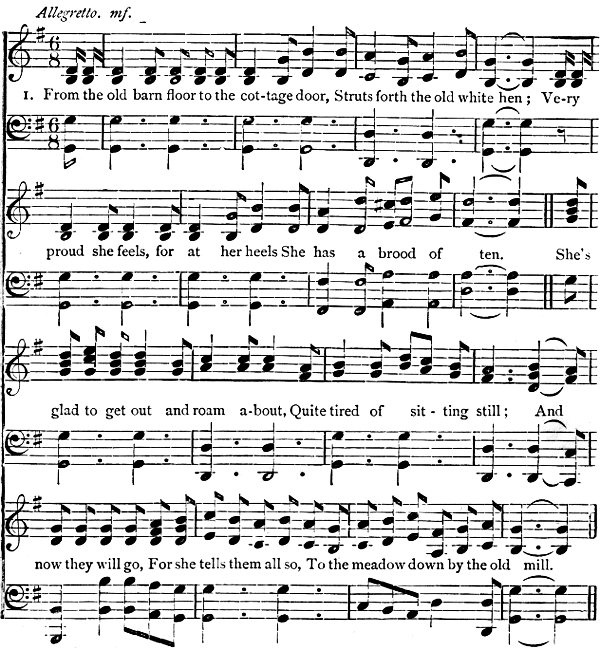 Allegretto. mf.
1. From the old barn floor to the cot-tage door, Struts forth the old white hen; Ve-ry
proud she feels, for at her heels She has a brood of ten. She's
glad to get out and roam a-bout, Quite tired of sit-ting still; And
now they will go, For she tells them all so, To the meadow down by the old mill.